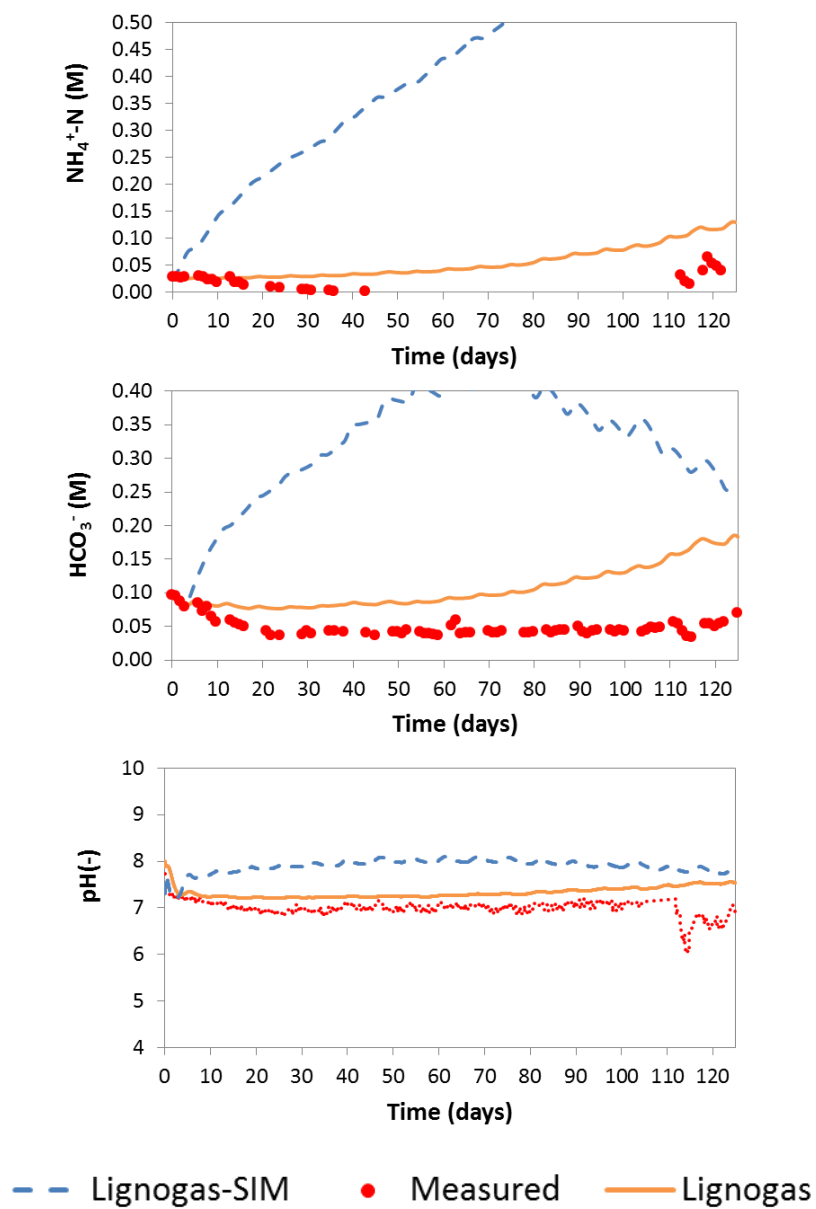 0.50
0.45
0.40
0.35
0.30
0.25
0.20
0.15
0.10
0.05
0.00
NH₄⁺-N (M)
0 10 20 30 40 50 60 70 80 90 100 110 120
Time (days)
0.40
0.35
0.30
0.25
0.20
0.15
0.10
0.05
0.00
HCO₃⁻ (M)
0 10 20 30 40 50 60 70 80 90 100 110 120
Time (days)
10
9
8
7
6
5
4
pH(-)
0 10 20 30 40 50 60 70 80 90 100 110 120
Time (days)
Lignogas-SIM Measured Lignogas